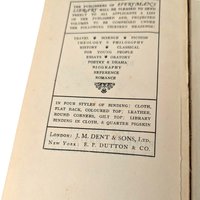 THE PUBLISHERS OF EVERYMAN'S
LIBRARY WILL BE PLEASED TO SEND
FREELY TO ALL APPLICANTS A LIST
OF THE PUBLISHED AND PROJECTED
VOLUMES TO BE COMPRISED UNDER
THE FOLLOWING THIRTEEN HEADINGS:
TRAVEL SCIENCE FICTION
THEOLOGY & PHILOSOPHY
HISTORY CLASSICAL
FOR YOUNG PEOPLE
ESSAYS ORATORY
POETRY & DRAMA
BIOGRAPHY
REFERENCE
ROMANCE
IN FOUR STYLES OF BINDING: CLOTH,
FLAT BACK, COLOURED TOP; LEATHER,
ROUND CORNERS, GILT TOP; LIBRARY
BINDING IN CLOTH, & QUARTER PIGSKIN
LONDON: J. M. DENT & SONS, LTD.
NEW YORK: E. P. DUTTON & CO.